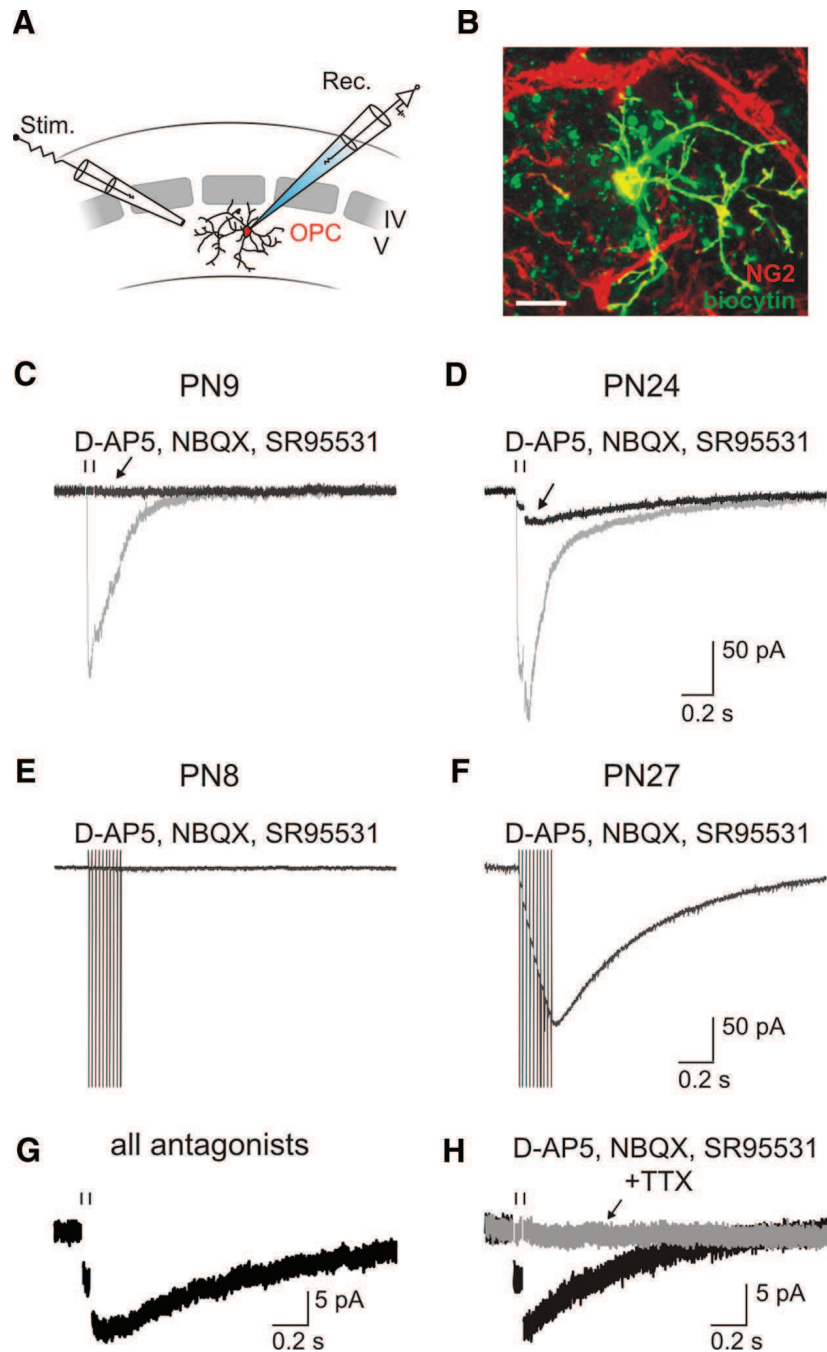 A
Stim.
Rec.
OPC
IV
V
B
NG2
biocytin
C
PN9
D-AP5, NBQX, SR95531
D
PN24
D-AP5, NBQX, SR95531
50 pA
0.2 s
E
PN8
D-AP5, NBQX, SR95531
F
PN27
D-AP5, NBQX, SR95531
50 pA
0.2 s
G
all antagonists
5 pA
0.2 s
H
D-AP5, NBQX, SR95531
+TTX
5 pA
0.2 s